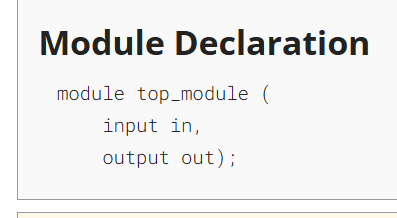 Module Declaration
module top_module (
    input in,
    output out);